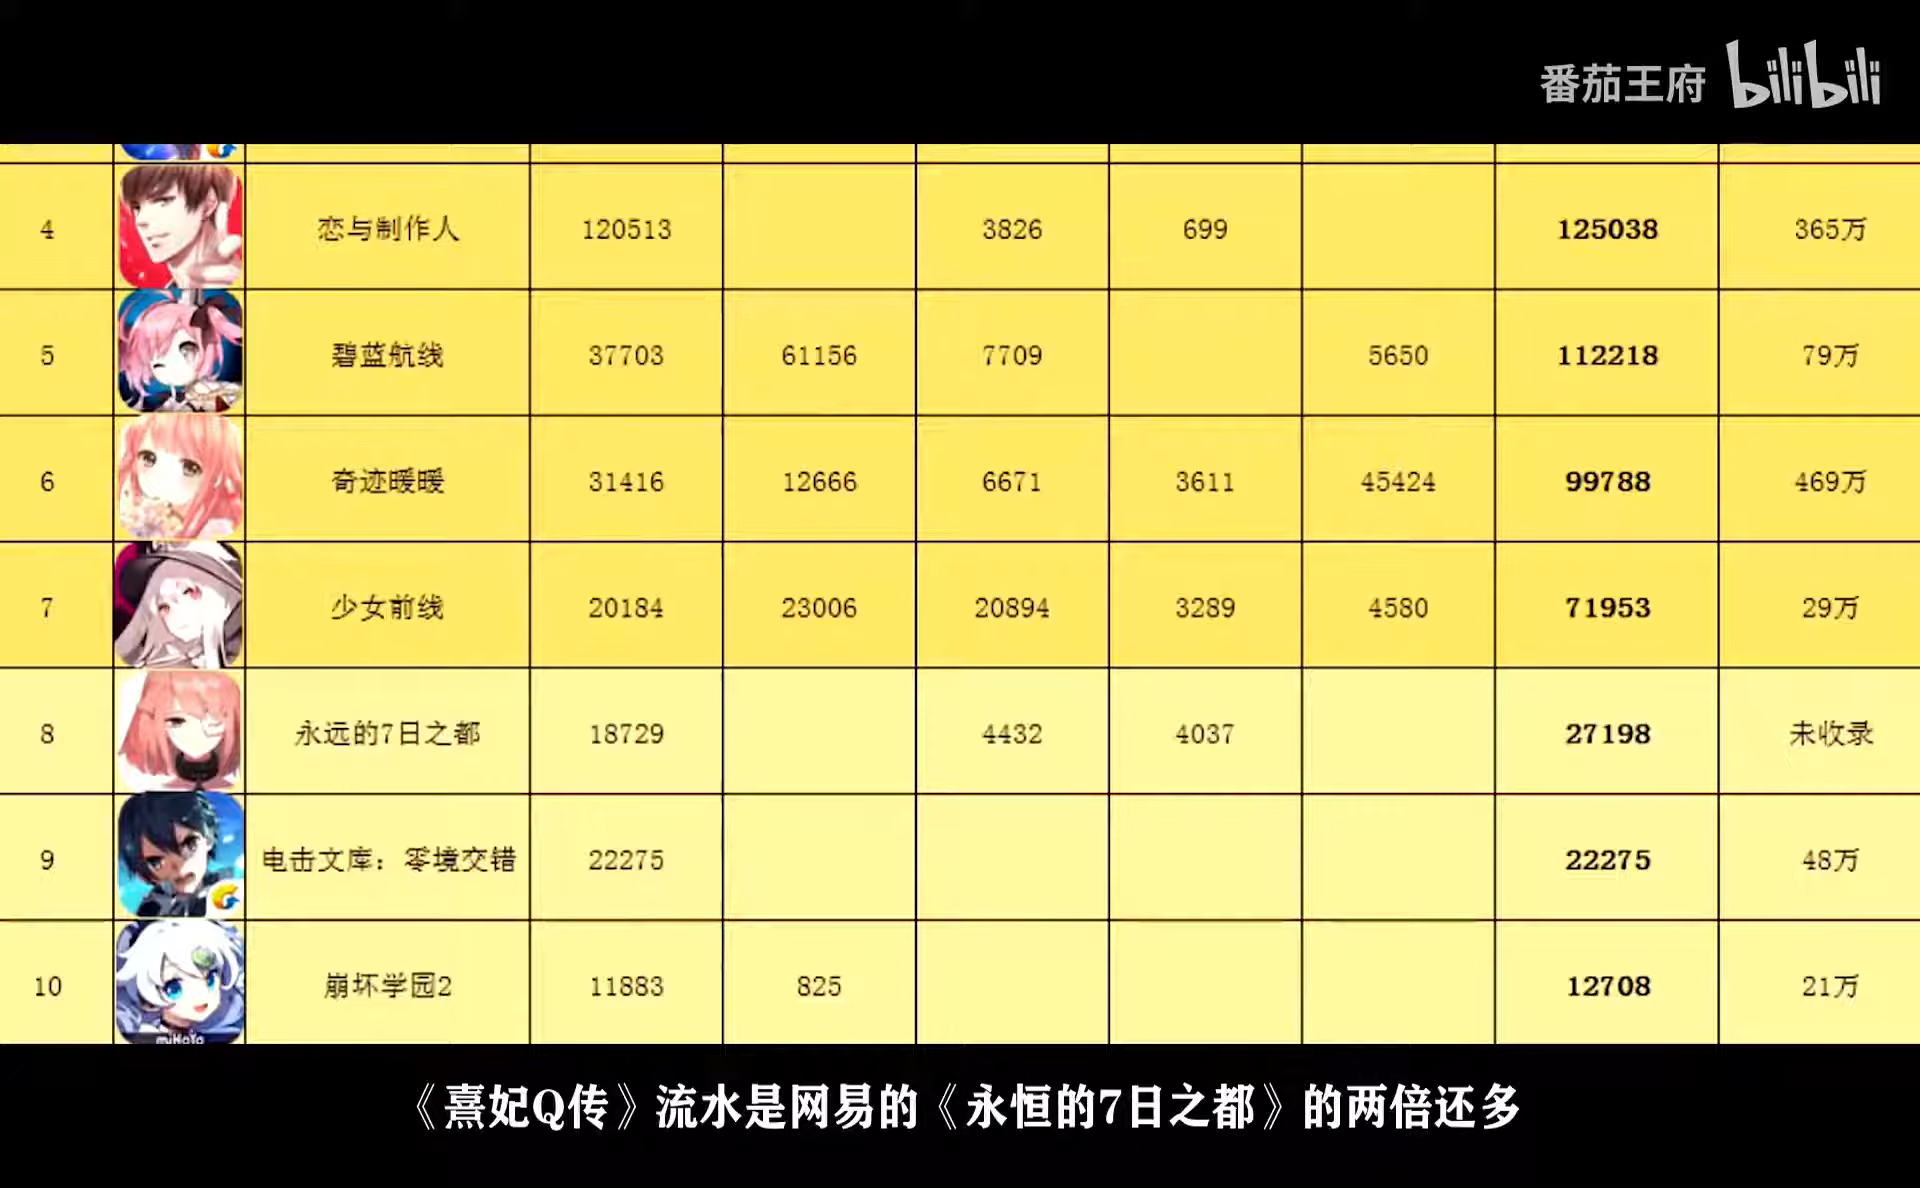 番茄王府 bilibili
4 恋与制作人 120513 3826 699 125038 365万
5 碧蓝航线 37703 61156 7709 5650 112218 79万
6 奇迹暖暖 31416 12666 6671 3611 45424 99788 469万
7 少女前线 20184 23006 20894 3289 4580 71953 29万
8 永远的7日之都 18729 4432 4037 27198 未收录
9 电击文库：零境交错 22275 22275 48万
10 崩坏学园2 11883 825 12708 21万
miHoYo
《熹妃Q传》流水是网易的《永恒的7日之都》的两倍还多